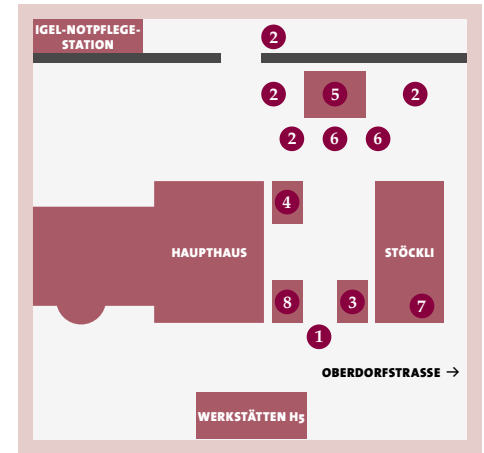 IGEL-NOTPFLEGE-
STATION
2
2
5
2
2
6
6
4
HAUPTHAUS
STÖCKLI
8
3
7
1
OBERDORFSTRASSE →
WERKSTÄTTEN H5